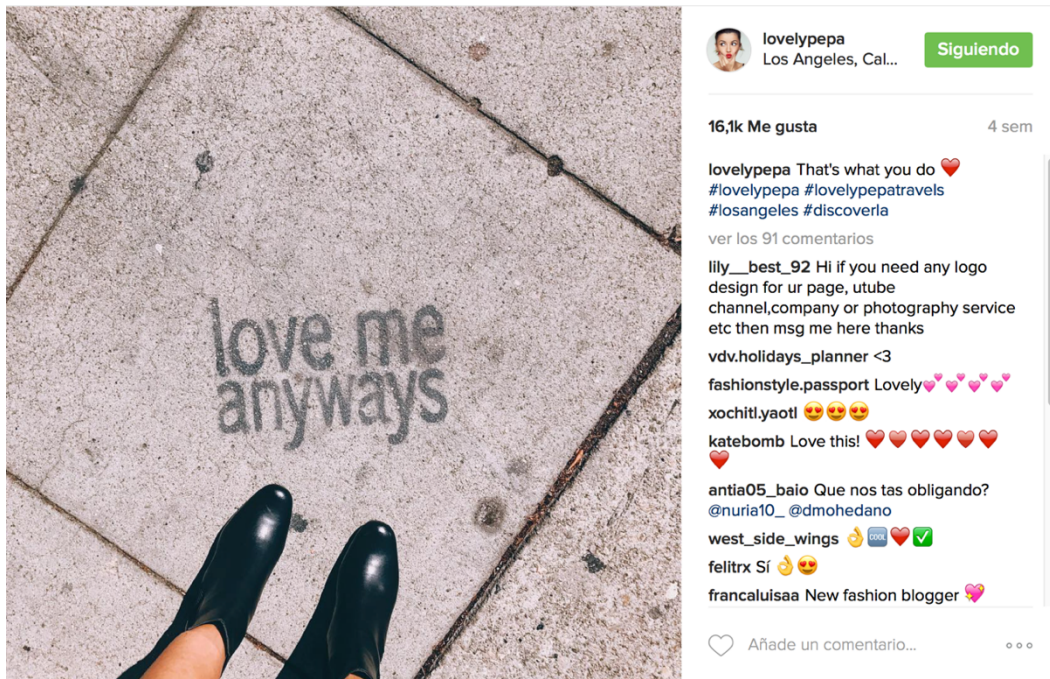 love me
anyways
lovelypepa
Los Angeles, Cal...
Siguiendo
16,1k Me gusta
4 sem
lovelypepa That's what you do ❤️
#lovelypepa #lovelypepatravels
#losangeles #discoverla
ver los 91 comentarios
lily__best_92 Hi if you need any logo
design for ur page, utube
channel,company or photography service
etc then msg me here thanks
vdv.holidays_planner <3
fashionstyle.passport Lovely💕💕💕💕
xochitl.yaotl 😍😍😍
katebomb Love this! ❤️❤️❤️❤️❤️❤️
❤️
antia05_baio Que nos tas obligando?
@nuria10_ @dmohedano
west_side_wings 👌🆒❤️✅
felitrx Sí 👌😍
francaluisaa New fashion blogger 💖
Añade un comentario...